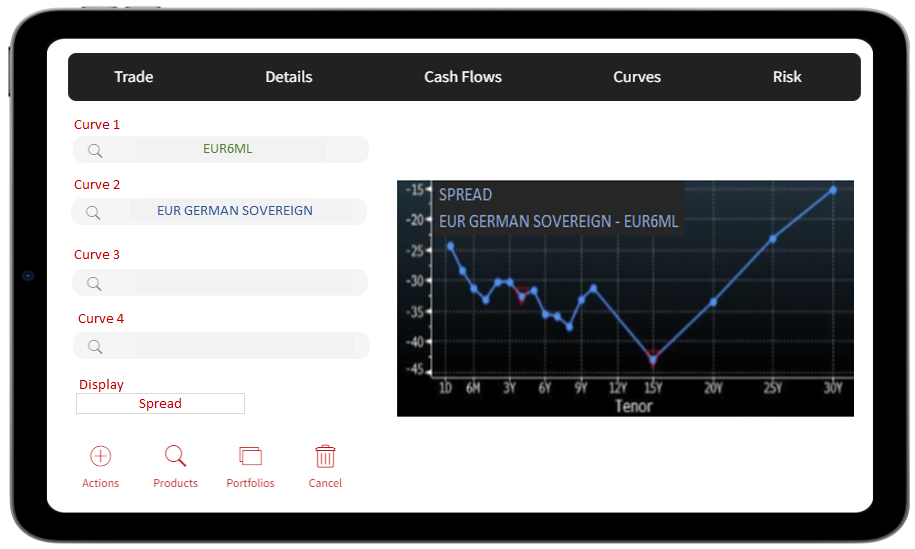 Trade Details Cash Flows Curves Risk
Curve 1
EUR6ML
Curve 2
EUR GERMAN SOVEREIGN
Curve 3
Curve 4
Display
Spread
Actions Products Portfolios Cancel
SPREAD
EUR GERMAN SOVEREIGN - EUR6ML
-15
-20
-25
-30
-35
-40
-45
1D 6M 3Y 6Y 9Y 12Y 15Y 20Y 25Y 30Y
Tenor